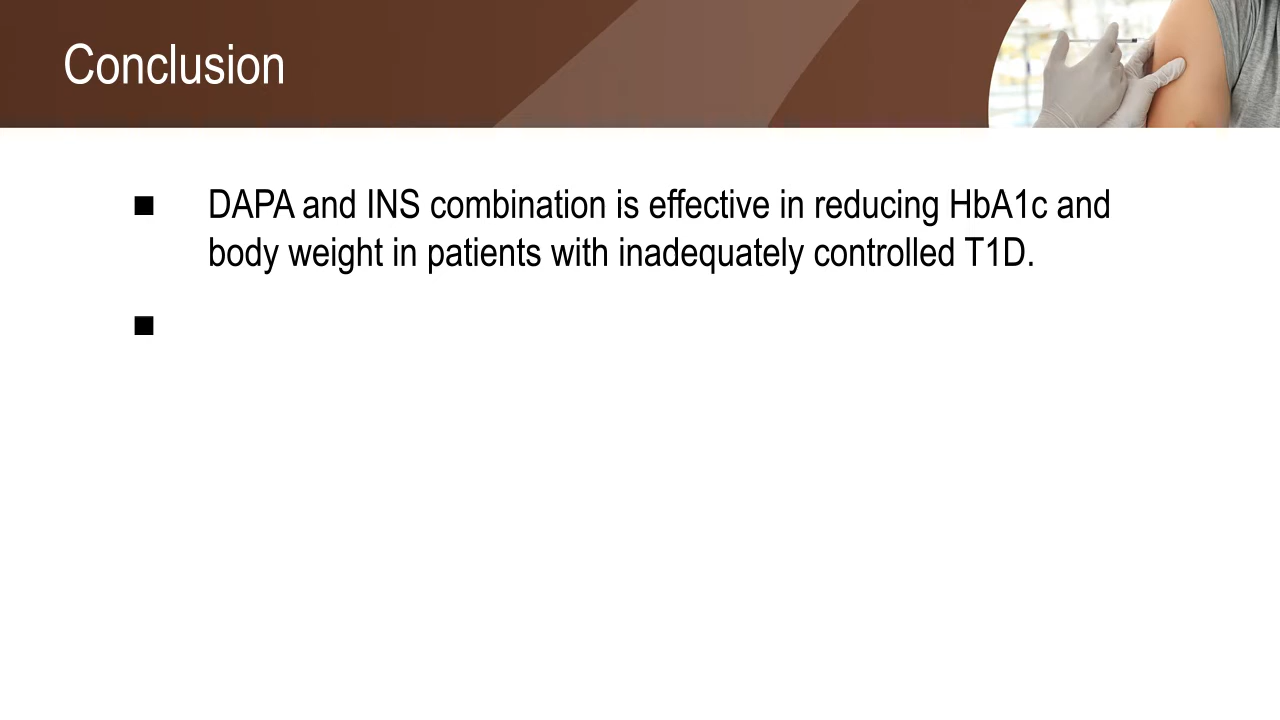 Conclusion
■ DAPA and INS combination is effective in reducing HbA1c and
body weight in patients with inadequately controlled T1D.
■